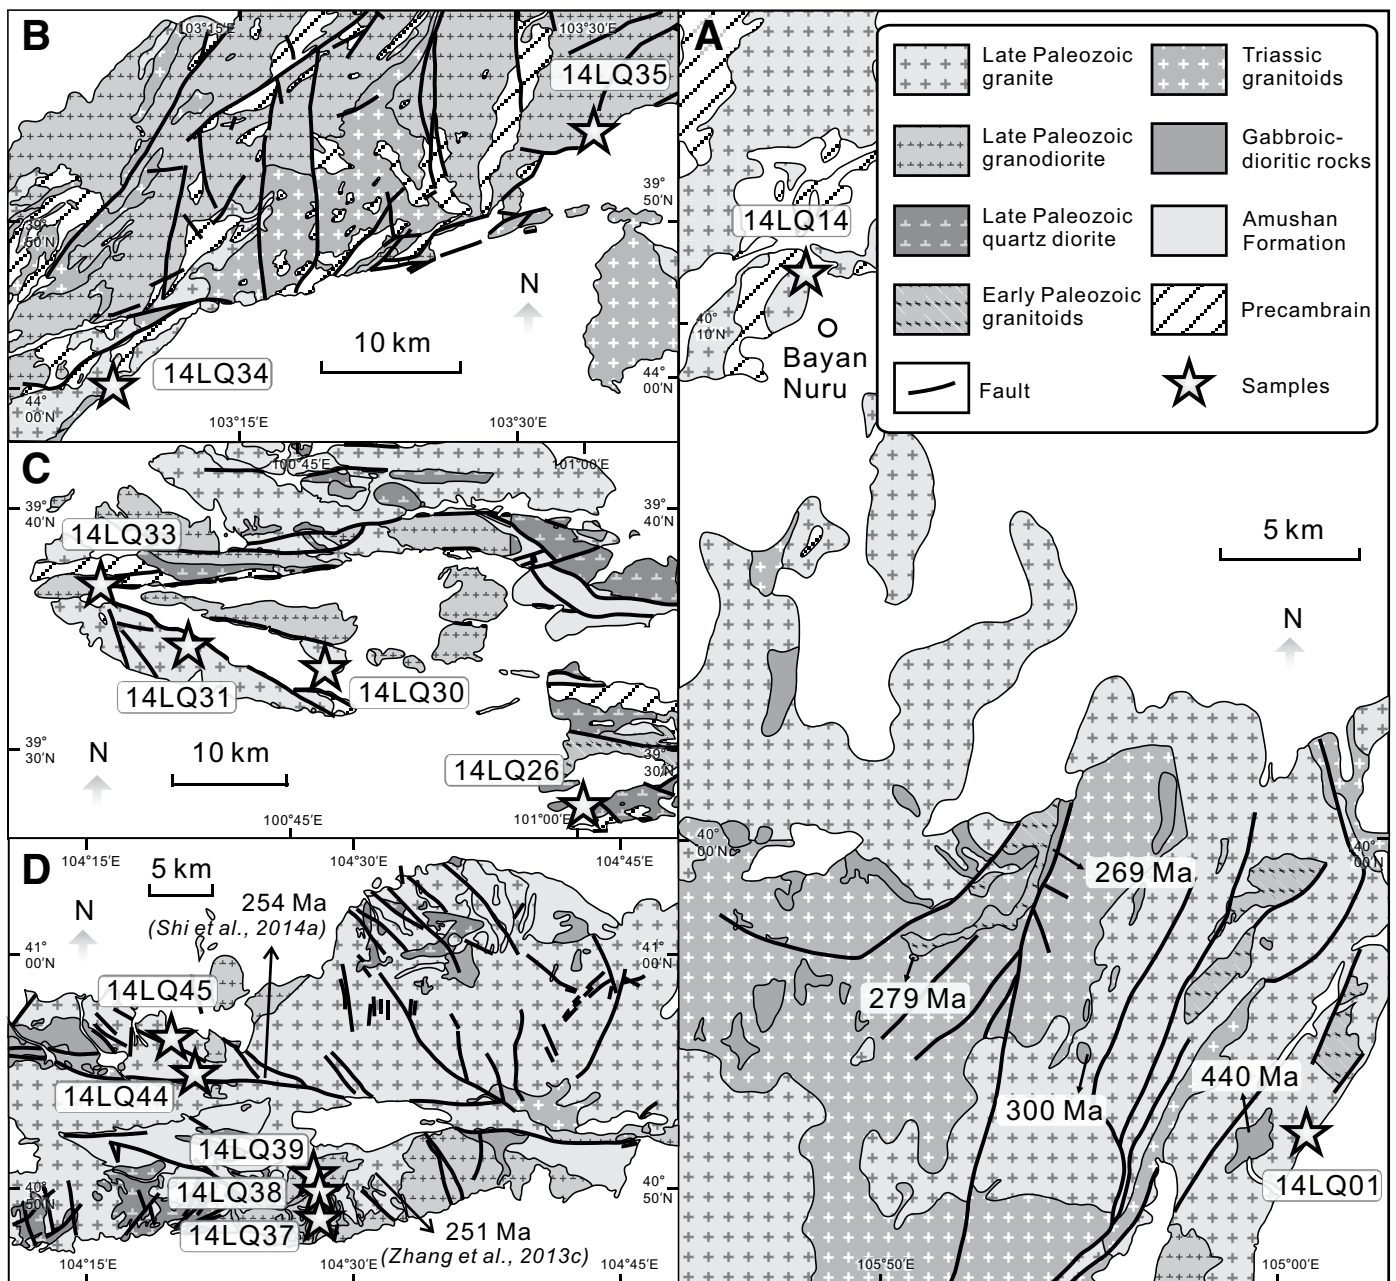 B
103°15′E
103°30′E
14LQ35
39°
50′N
39°
50′N
N
10 km
14LQ34
44°
00′N
44°
00′N
103°15′E
103°30′E
A
14LQ14
40°
10′N
Bayan
Nuru
Late Paleozoic
granite
Late Paleozoic
granodiorite
Late Paleozoic
quartz diorite
Early Paleozoic
granitoids
Fault
Triassic
granitoids
Gabbroic-
dioritic rocks
Amushan
Formation
Precambrain
Samples
5 km
N
40°
00′N
40°
00′N
269 Ma
279 Ma
300 Ma
440 Ma
14LQ01
105°50′E
105°00′E
C
100°45′E
101°00′E
39°
40′N
39°
40′N
14LQ33
14LQ31
14LQ30
N
10 km
14LQ26
39°
30′N
39°
30′N
100°45′E
101°00′E
D
104°15′E
104°30′E
104°45′E
5 km
N
254 Ma
(Shi et al., 2014a)
41°
00′N
41°
00′N
14LQ45
14LQ44
14LQ39
14LQ38
14LQ37
40°
50′N
40°
50′N
251 Ma
(Zhang et al., 2013c)
104°15′E
104°30′E
104°45′E